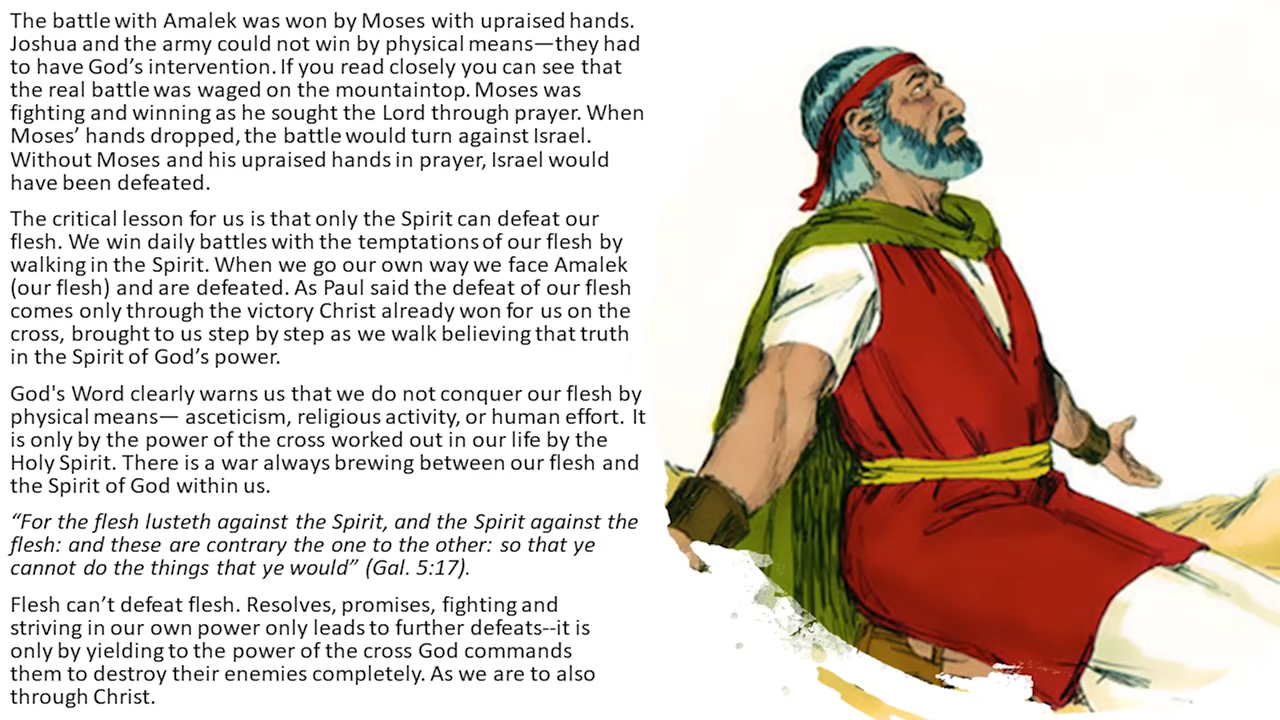 The battle with Amalek was won by Moses with upraised hands.
Joshua and the army could not win by physical means—they had
to have God’s intervention. If you read closely you can see that
the real battle was waged on the mountaintop. Moses was
fighting and winning as he sought the Lord through prayer. When
Moses’ hands dropped, the battle would turn against Israel.
Without Moses and his upraised hands in prayer, Israel would
have been defeated.
The critical lesson for us is that only the Spirit can defeat our
flesh. We win daily battles with the temptations of our flesh by
walking in the Spirit. When we go our own way we face Amalek
(our flesh) and are defeated. As Paul said the defeat of our flesh
comes only through the victory Christ already won for us on the
cross, brought to us step by step as we walk believing that truth
in the Spirit of God’s power.
God's Word clearly warns us that we do not conquer our flesh by
physical means— asceticism, religious activity, or human effort. It
is only by the power of the cross worked out in our life by the
Holy Spirit. There is a war always brewing between our flesh and
the Spirit of God within us.
“For the flesh lusteth against the Spirit, and the Spirit against the
flesh: and these are contrary the one to the other: so that ye
cannot do the things that ye would” (Gal. 5:17).
Flesh can’t defeat flesh. Resolves, promises, fighting and
striving in our own power only leads to further defeats--it is
only by yielding to the power of the cross God commands
them to destroy their enemies completely. As we are to also
through Christ.